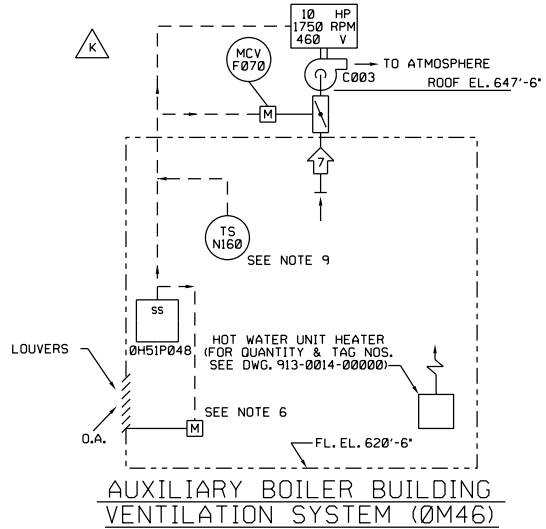 K
10 HP
1750 RPM
460 V
MCV
F070
C003
TO ATMOSPHERE
ROOF EL. 647'-6"
M
7
TS
N160
SEE NOTE 9
SS
0H51P048
LOUVERS
HOT WATER UNIT HEATER
(FOR QUANTITY & TAG NOS.
SEE DWG. 913-0014-00000)
SEE NOTE 6
M
O.A.
FL. EL. 620'-6"
AUXILIARY BOILER BUILDING
VENTILATION SYSTEM (0M46)